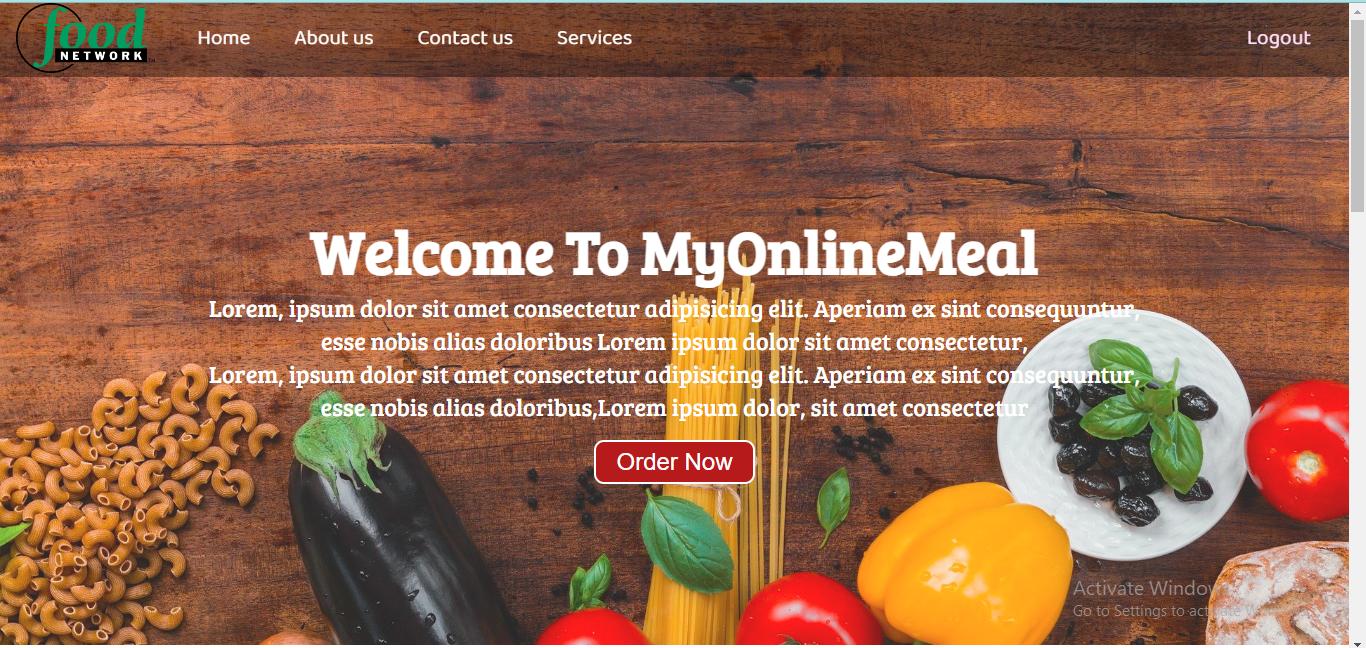 food
NETWORK
Home
About us
Contact us
Services
Logout
Welcome To MyOnlineMeal
Lorem, ipsum dolor sit amet consectetur adipisicing elit. Aperiam ex sint consequuntur,
esse nobis alias doloribus Lorem ipsum dolor sit amet consectetur,
Lorem, ipsum dolor sit amet consectetur adipisicing elit. Aperiam ex sint consequuntur,
esse nobis alias doloribus,Lorem ipsum dolor, sit amet consectetur
Order Now
Activate Window
Go to Settings to activate